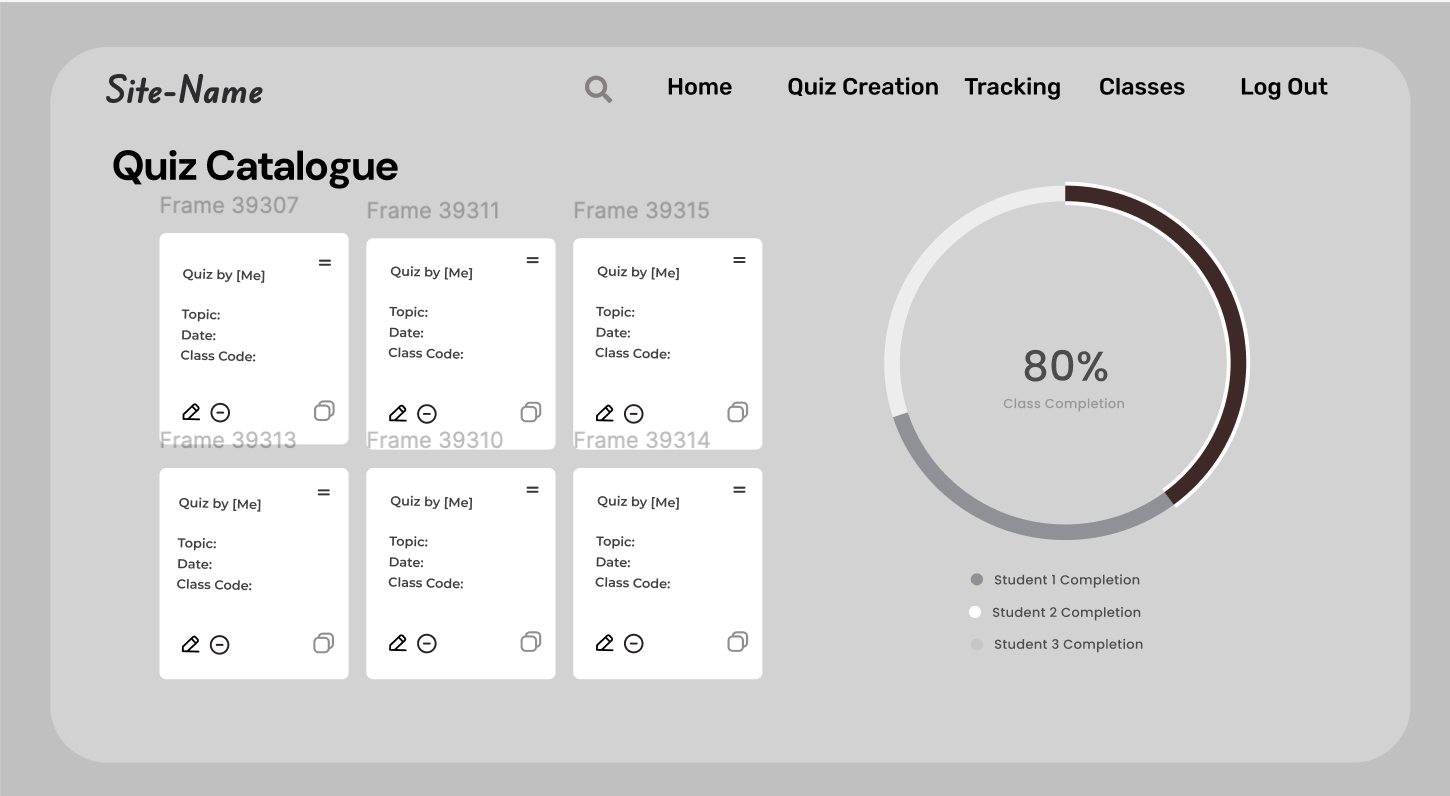 Site-Name
Home Quiz Creation Tracking Classes Log Out
Quiz Catalogue
Frame 39307
Quiz by [Me]
Topic:
Date:
Class Code:
Frame 39311
Quiz by [Me]
Topic:
Date:
Class Code:
Frame 39315
Quiz by [Me]
Topic:
Date:
Class Code:
Frame 39313
Quiz by [Me]
Topic:
Date:
Class Code:
Frame 39310
Quiz by [Me]
Topic:
Date:
Class Code:
Frame 39314
Quiz by [Me]
Topic:
Date:
Class Code:
80%
Class Completion
Student 1 Completion
Student 2 Completion
Student 3 Completion